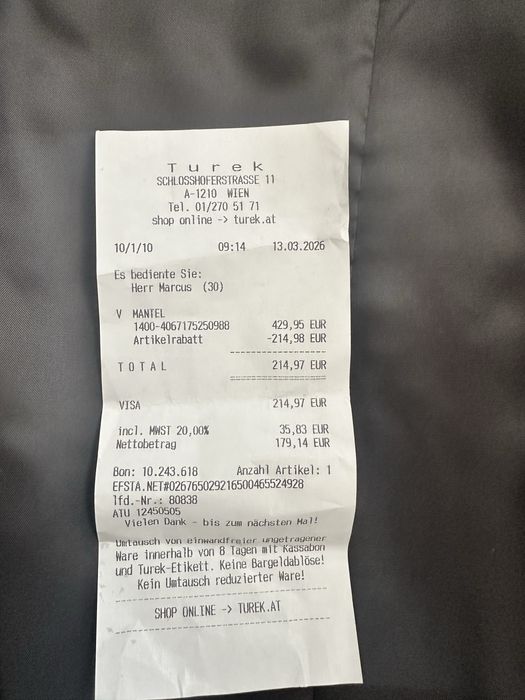 Turek
SCHLOSSHOFERSTRASSE 11
A-1210 WIEN
Tel. 01/270 51 71
shop online -> turek.at
10/1/10 09:14 13.03.2026
Es bediente Sie:
Herr Marcus (30)
V MANTEL
1400-4067175250988 429,95 EUR
Artikelrabatt -214,98 EUR
TOTAL 214,97 EUR
VISA 214,97 EUR
incl. MWST 20,00% 35,83 EUR
Nettobetrag 179,14 EUR
Bon: 10.243.618 Anzahl Artikel: 1
EFSTA.NET#026765029216500465524928
lfd.-Nr.: 80838
ATU 12450505
Vielen Dank - bis zum nächsten Mal!
Umtausch von einwandfreier ungetragener
Ware innerhalb von 8 Tagen mit Kassabon
und Turek-Etikett. Keine Bargeldablöse!
Kein Umtausch reduzierter Ware!
SHOP ONLINE -> TUREK.AT